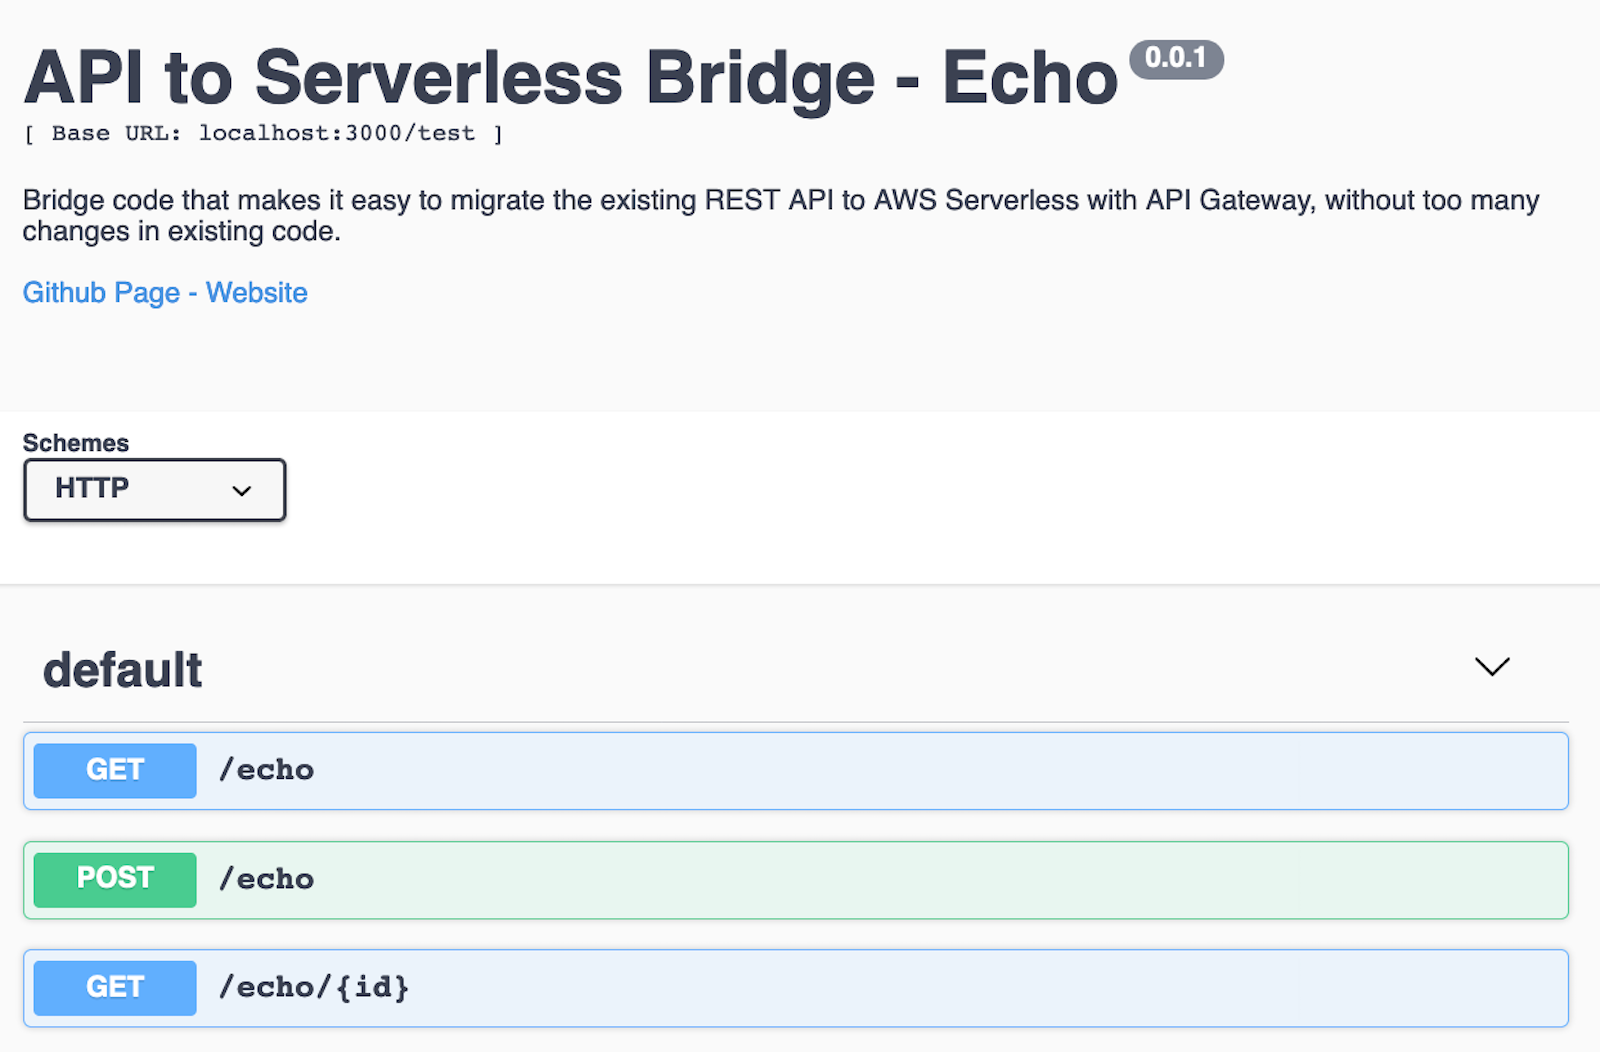 API to Serverless Bridge - Echo 0.0.1
[ Base URL: localhost:3000/test ]
Bridge code that makes it easy to migrate the existing REST API to AWS Serverless with API Gateway, without too many
changes in existing code.
Github Page - Website
Schemes
HTTP
default
GET /echo
POST /echo
GET /echo/{id}